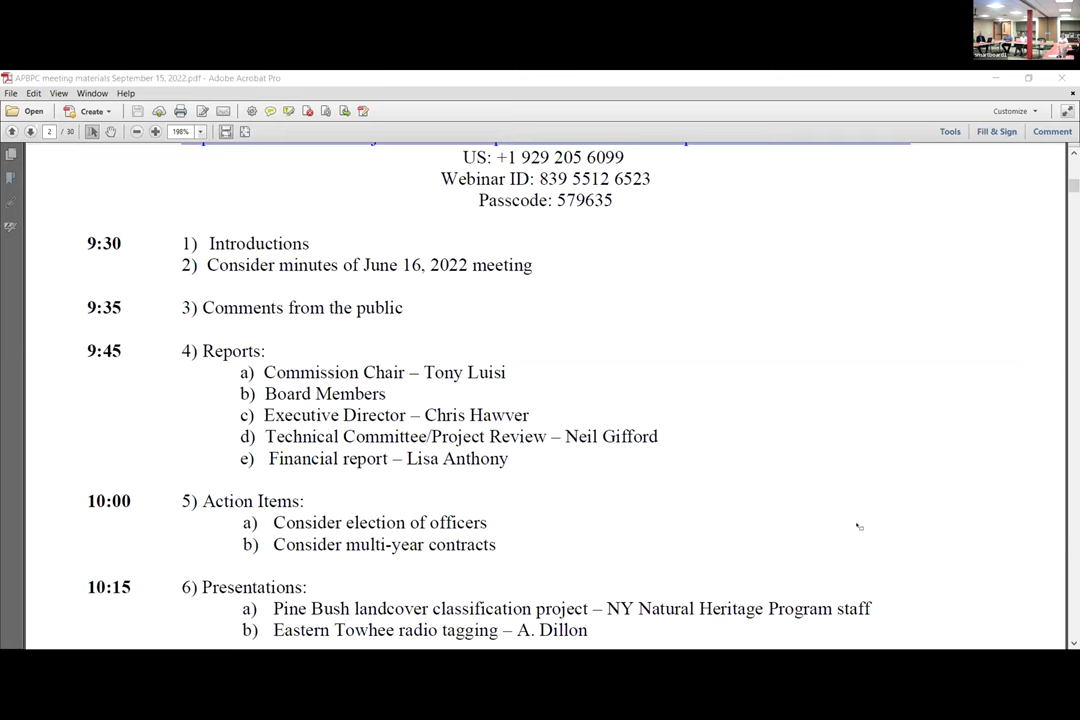 smartboard1
APBPC meeting materials September 15, 2022.pdf - Adobe Acrobat Pro
File Edit View Window Help
Open Create Customize
2 / 30 198% Tools Fill & Sign Comment
US: +1 929 205 6099
Webinar ID: 839 5512 6523
Passcode: 579635
9:30 1) Introductions
2) Consider minutes of June 16, 2022 meeting
9:35 3) Comments from the public
9:45 4) Reports:
a) Commission Chair – Tony Luisi
b) Board Members
c) Executive Director – Chris Hawver
d) Technical Committee/Project Review – Neil Gifford
e) Financial report – Lisa Anthony
10:00 5) Action Items:
a) Consider election of officers
b) Consider multi-year contracts
10:15 6) Presentations:
a) Pine Bush landcover classification project – NY Natural Heritage Program staff
b) Eastern Towhee radio tagging – A. Dillon